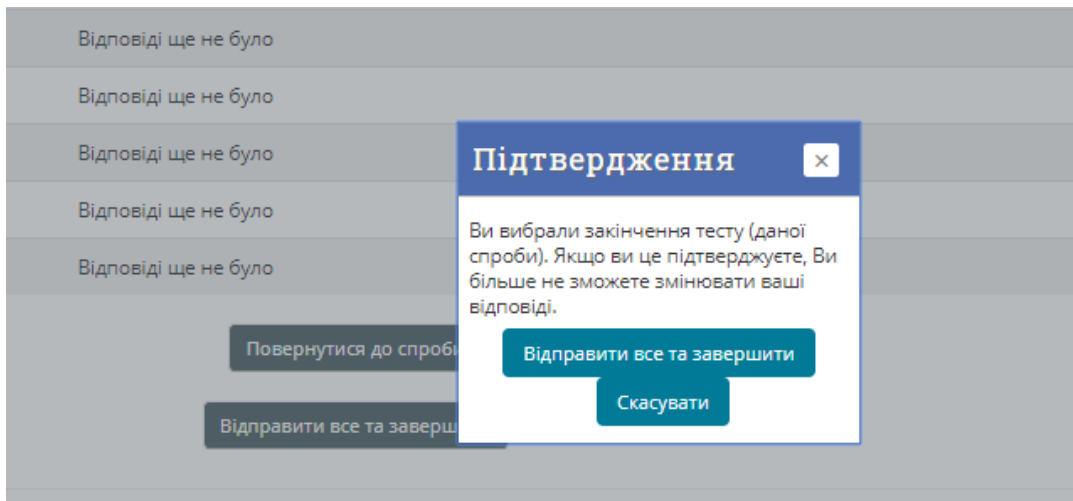 Відповіді ще не було
Відповіді ще не було
Відповіді ще не було
Відповіді ще не було
Відповіді ще не було
Підтвердження
Ви вибрали закінчення тесту (даної
спроби). Якщо ви це підтверджуєте, Ви
більше не зможете змінювати ваші
відповіді.
Відправити все та завершити
Скасувати
Повернутися до спроби
Відправити все та заверш